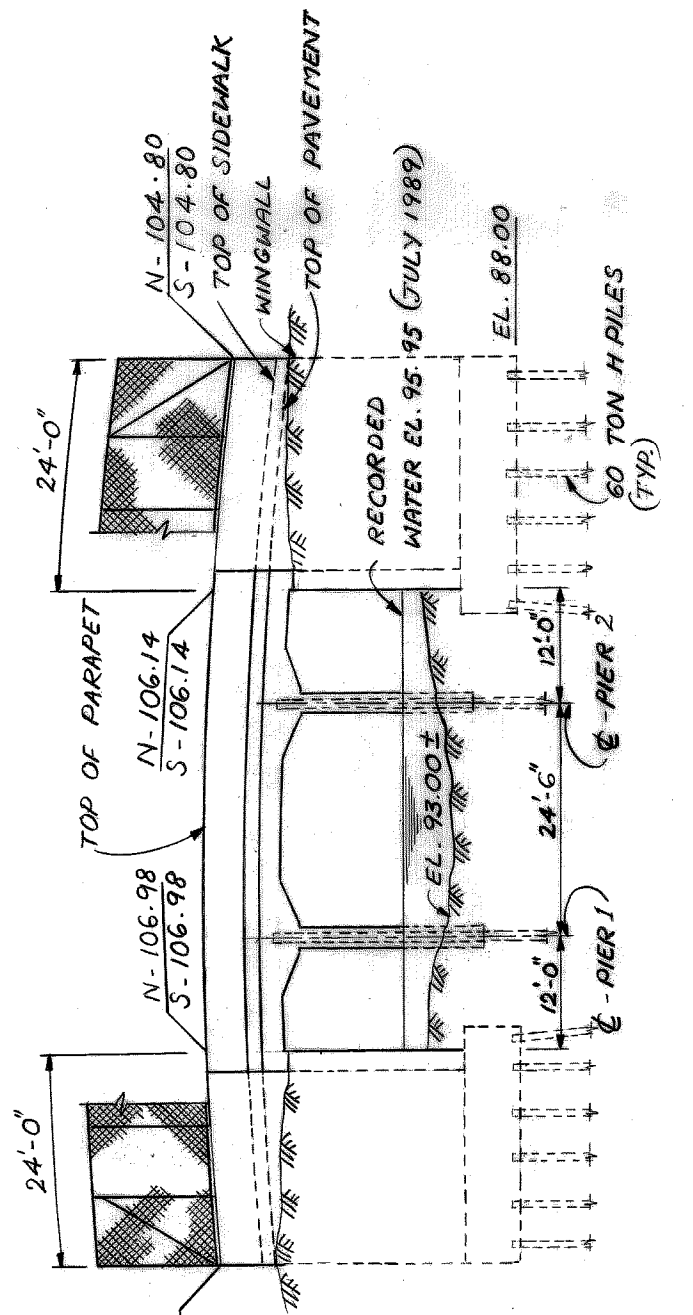 24'-0"
N-106.98
S-106.98
TOP OF PARAPET
N-106.14
S-106.14
24'-0"
N-104.80
S-104.80
TOP OF SIDEWALK
WINGWALL
TOP OF PAVEMENT
RECORDED
WATER EL. 95.95 (JULY 1989)
EL. 93.00±
EL. 88.00
12'-0"
24'-6"
12'-0"
℄-PIER 1
℄-PIER 2
60 TON H PILES
(TYP.)